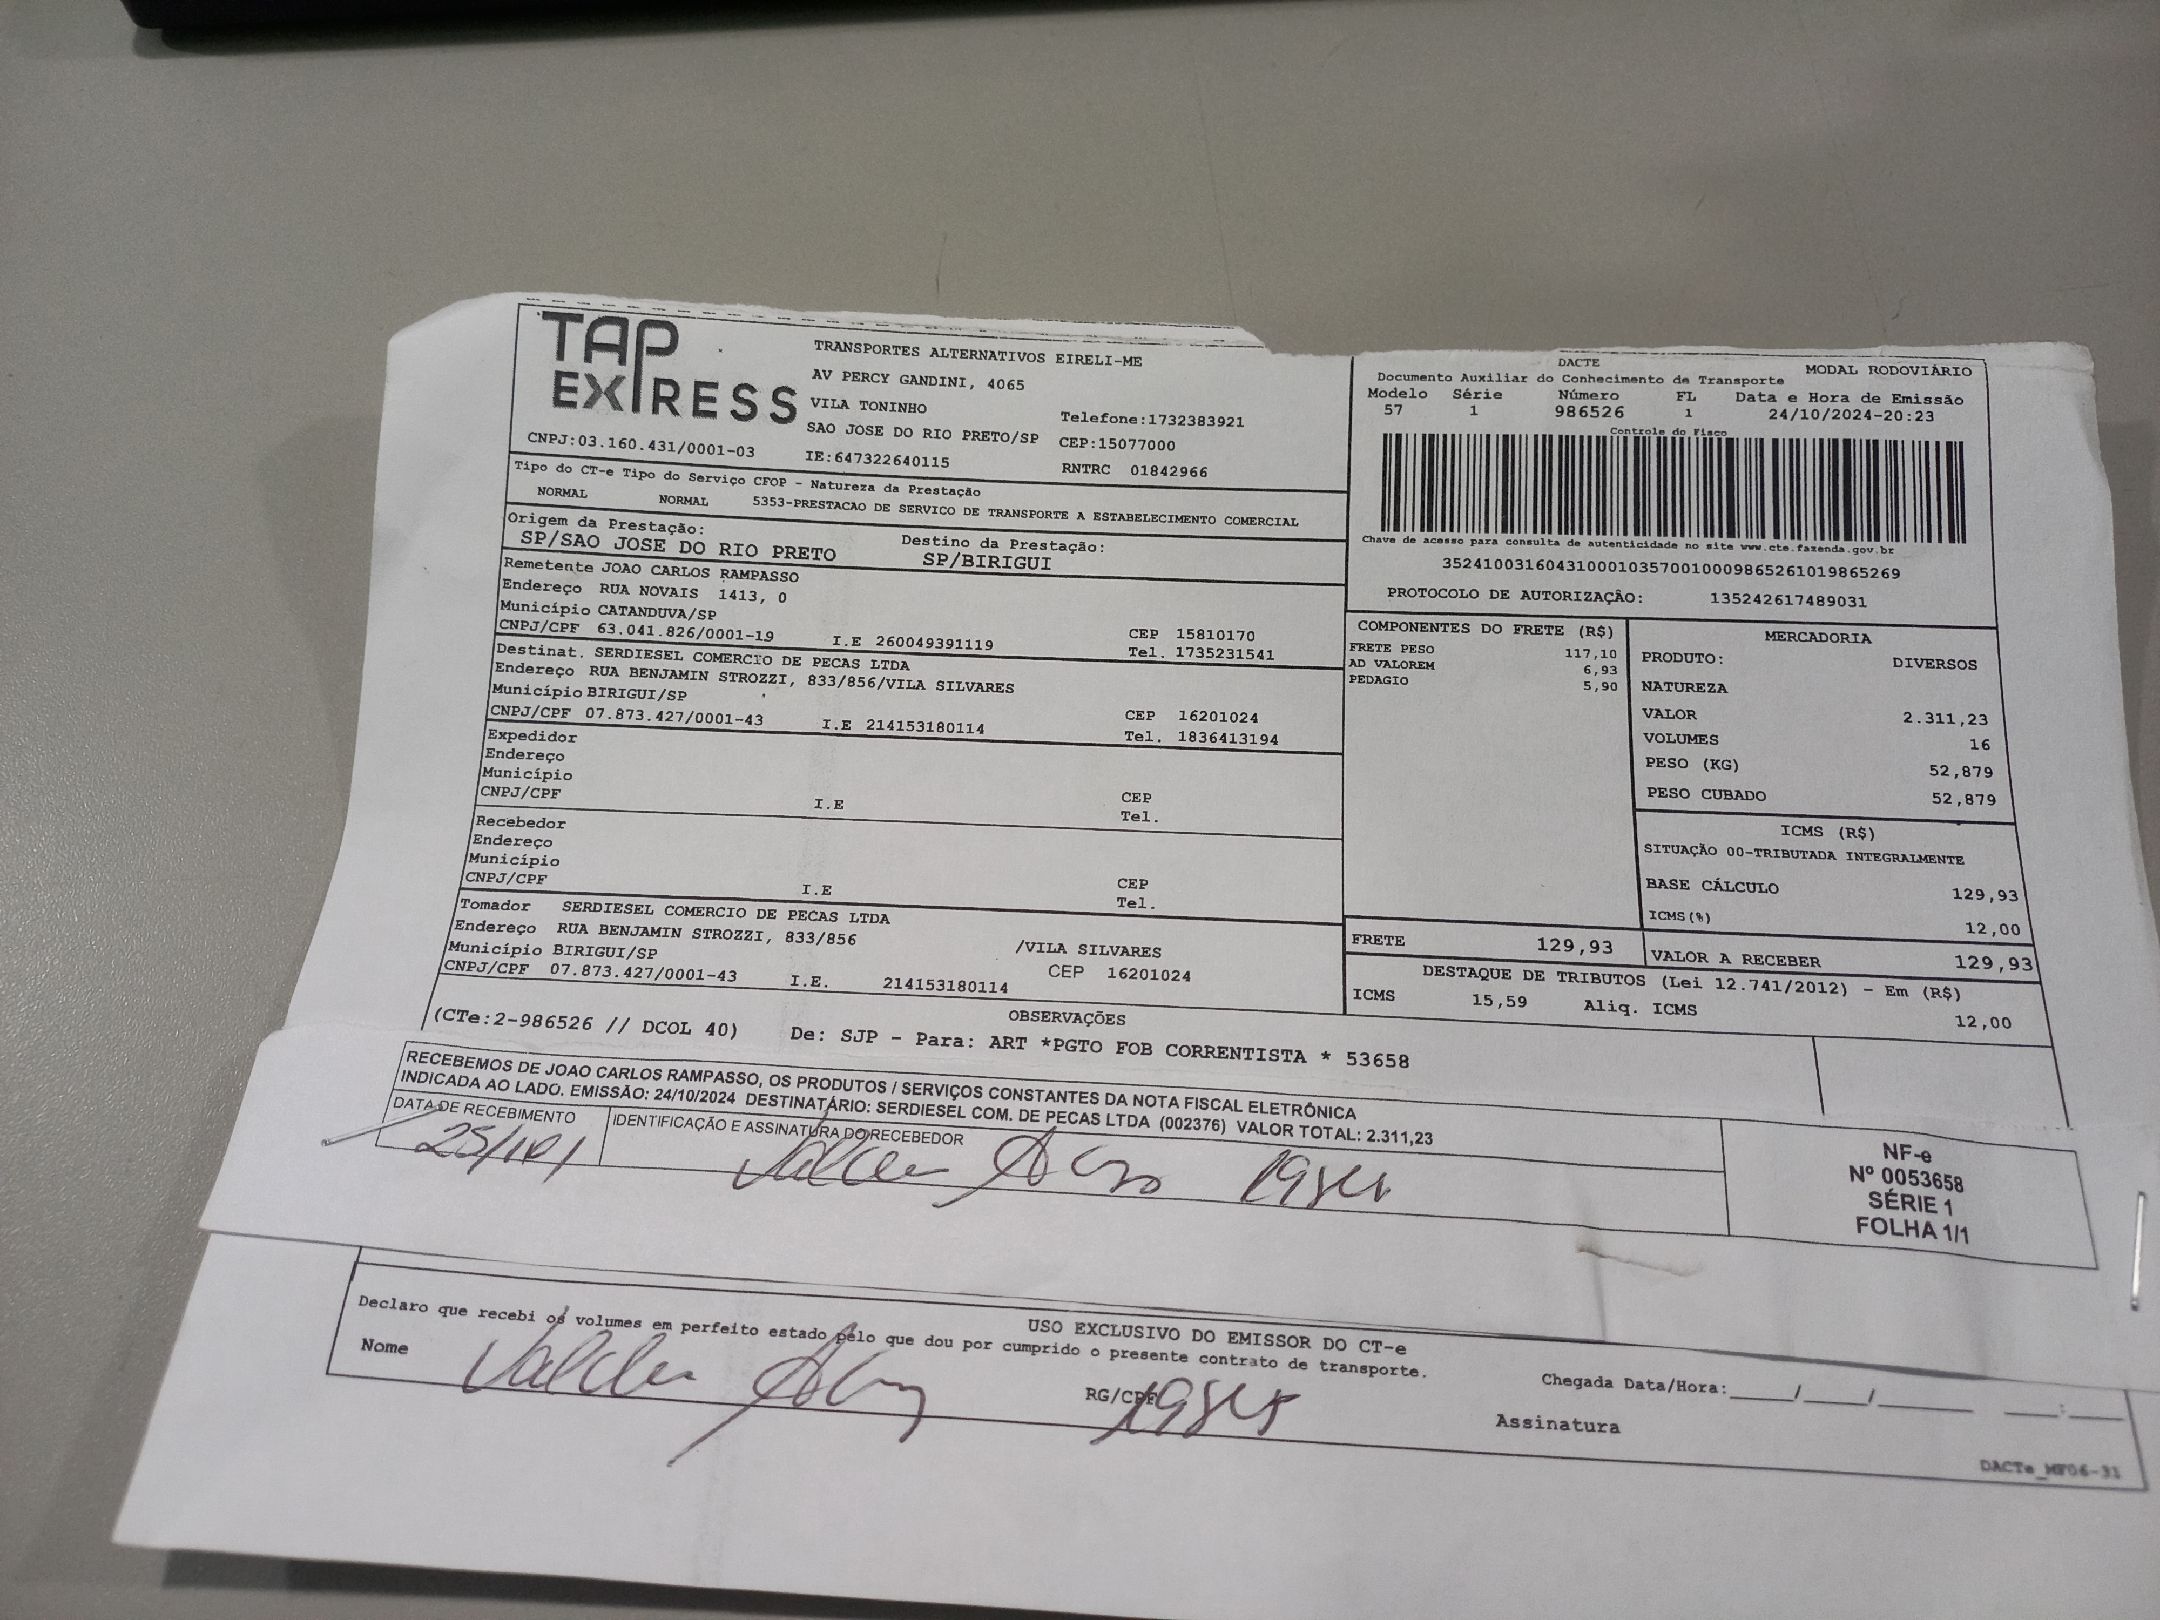 TAP
EXPRESS
TRANSPORTES ALTERNATIVOS EIRELI-ME
AV PERCY GANDINI, 4065
VILA TONINHO
Telefone:1732383921
SAO JOSE DO RIO PRETO/SP CEP:15077000
CNPJ:03.160.431/0001-03 IE:647322640115 RNTRC 01842966
Tipo do CT-e Tipo do Serviço CFOP - Natureza da Prestação
NORMAL NORMAL 5353-PRESTACAO DE SERVICO DE TRANSPORTE A ESTABELECIMENTO COMERCIAL
Origem da Prestação: Destino da Prestação:
SP/SAO JOSE DO RIO PRETO SP/BIRIGUI
Remetente JOAO CARLOS RAMPASSO
Endereço RUA NOVAIS 1413, 0
Município CATANDUVA/SP CEP 15810170
CNPJ/CPF 63.041.826/0001-19 I.E 260049391119 Tel. 1735231541
Destinat. SERDIESEL COMERCIO DE PECAS LTDA
Endereço RUA BENJAMIN STROZZI, 833/856/VILA SILVARES
Município BIRIGUI/SP CEP 16201024
CNPJ/CPF 07.873.427/0001-43 I.E 214153180114 Tel. 1836413194
Expedidor
Endereço
Município CEP
CNPJ/CPF I.E Tel.
Recebedor
Endereço
Município CEP
CNPJ/CPF I.E Tel.
Tomador SERDIESEL COMERCIO DE PECAS LTDA
Endereço RUA BENJAMIN STROZZI, 833/856 /VILA SILVARES
Município BIRIGUI/SP CEP 16201024
CNPJ/CPF 07.873.427/0001-43 I.E. 214153180114
DACTE MODAL RODOVIÁRIO
Documento Auxiliar do Conhecimento de Transporte
Modelo Série Número FL Data e Hora de Emissão
57 1 986526 1 24/10/2024-20:23
Controle do Fisco
Chave de acesso para consulta de autenticidade no site www.cte.fazenda.gov.br
35241003160431000103570010009865261019865269
PROTOCOLO DE AUTORIZAÇÃO: 135242617489031
COMPONENTES DO FRETE (R$)
FRETE PESO 117,10
AD VALOREM 6,93
PEDAGIO 5,90
MERCADORIA
PRODUTO: DIVERSOS
NATUREZA
VALOR 2.311,23
VOLUMES 16
PESO (KG) 52,879
PESO CUBADO 52,879
ICMS (R$)
SITUAÇÃO 00-TRIBUTADA INTEGRALMENTE
BASE CÁLCULO 129,93
ICMS(%) 12,00
FRETE 129,93 VALOR A RECEBER 129,93
DESTAQUE DE TRIBUTOS (Lei 12.741/2012) - Em (R$)
ICMS 15,59 Aliq. ICMS 12,00
OBSERVAÇÕES
(CTe:2-986526 // DCOL 40) De: SJP - Para: ART *PGTO FOB CORRENTISTA * 53658
RECEBEMOS DE JOAO CARLOS RAMPASSO, OS PRODUTOS / SERVIÇOS CONSTANTES DA NOTA FISCAL ELETRÔNICA
INDICADA AO LADO. EMISSÃO: 24/10/2024 DESTINATÁRIO: SERDIESEL COM. DE PECAS LTDA (002376) VALOR TOTAL: 2.311,23
DATA DE RECEBIMENTO IDENTIFICAÇÃO E ASSINATURA DO RECEBEDOR
25/10/
NF-e
Nº 0053658
SÉRIE 1
FOLHA 1/1
USO EXCLUSIVO DO EMISSOR DO CT-e
Declaro que recebi os volumes em perfeito estado pelo que dou por cumprido o presente contrato de transporte.
Nome RG/CPF Chegada Data/Hora:_____/_____/_______ ____:____
Assinatura
DACTe_MF06-31